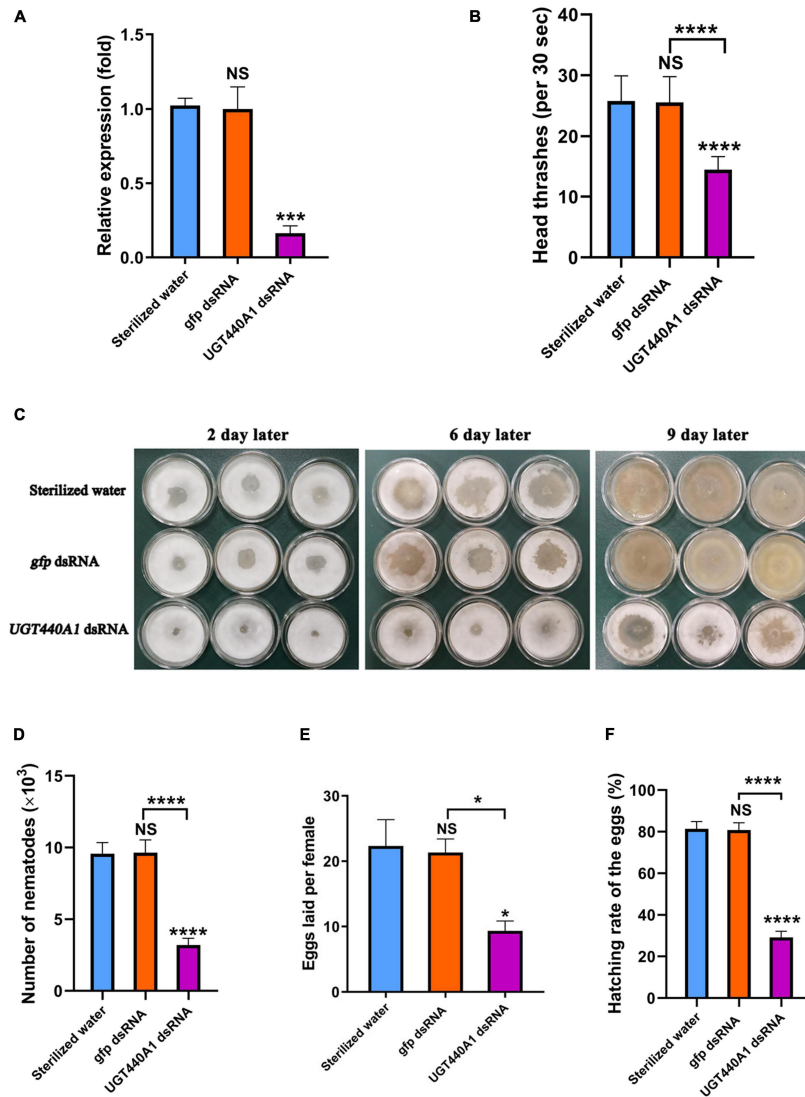 A
Relative expression (fold)
1.5
1.0
0.5
0.0
NS
***
Sterilized water
gfp dsRNA
UGT440A1 dsRNA
B
Head thrashes (per 30 sec)
40
30
20
10
0
****
NS
****
Sterilized water
gfp dsRNA
UGT440A1 dsRNA
C
2 day later
6 day later
9 day later
Sterilized water
gfp dsRNA
UGT440A1 dsRNA
D
Number of nematodes (×10³)
15
10
5
0
****
NS
****
Sterilized water
gfp dsRNA
UGT440A1 dsRNA
E
Eggs laid per female
30
20
10
0
*
NS
*
Sterilized water
gfp dsRNA
UGT440A1 dsRNA
F
Hatching rate of the eggs (%)
100
80
60
40
20
0
****
NS
****
Sterilized water
gfp dsRNA
UGT440A1 dsRNA